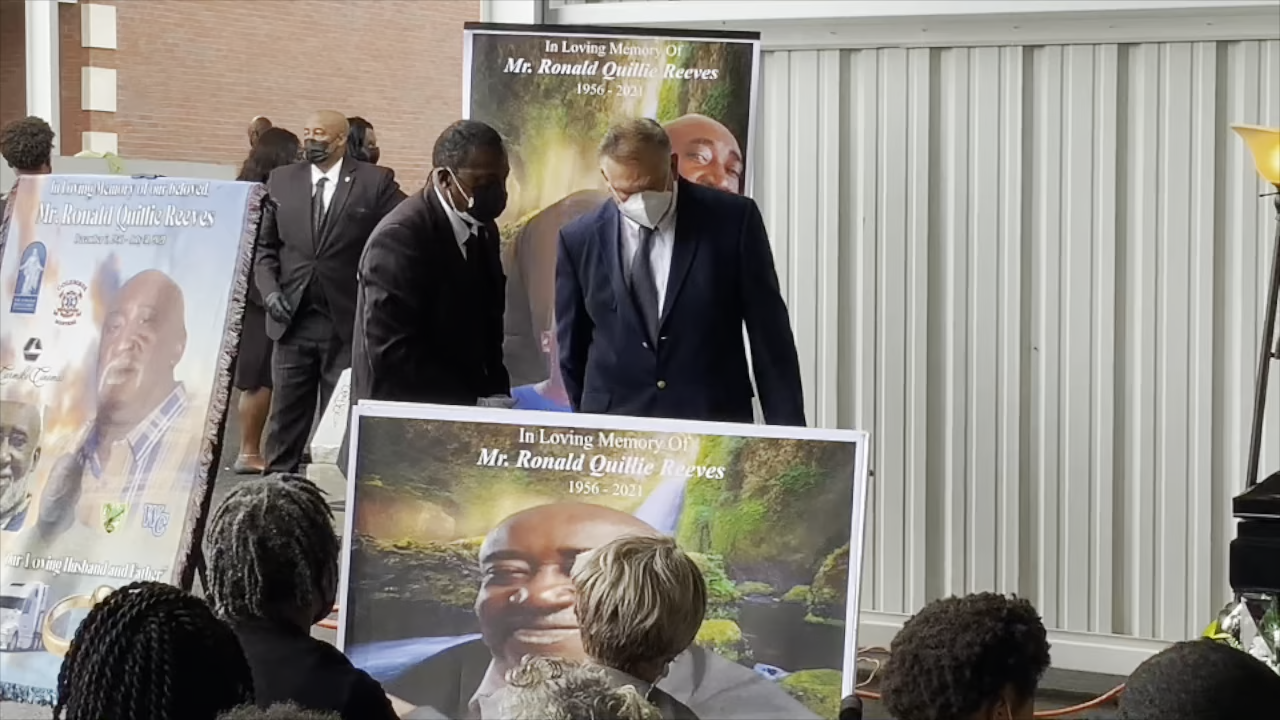 In Loving Memory Of
Mr. Ronald Quillie Reeves
1956 - 2021
In Loving Memory of our beloved,
Mr. Ronald Quillie Reeves
In Loving Memory Of
Mr. Ronald Quillie Reeves
1956 - 2021
WC
Loving Husband and Father